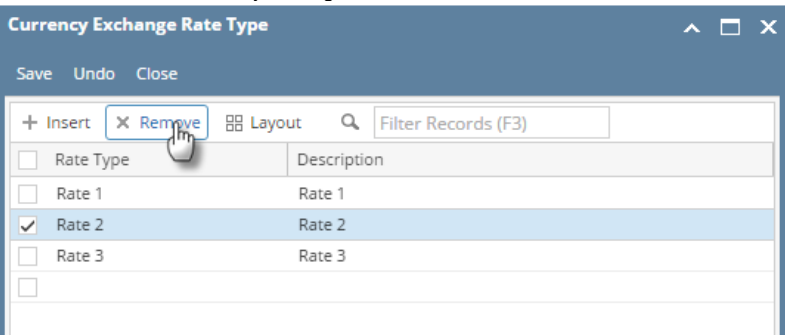 Currency Exchange Rate Type
Save Undo Close
Insert Remove Layout Filter Records (F3)
Rate Type Description
Rate 1 Rate 1
Rate 2 Rate 2
Rate 3 Rate 3